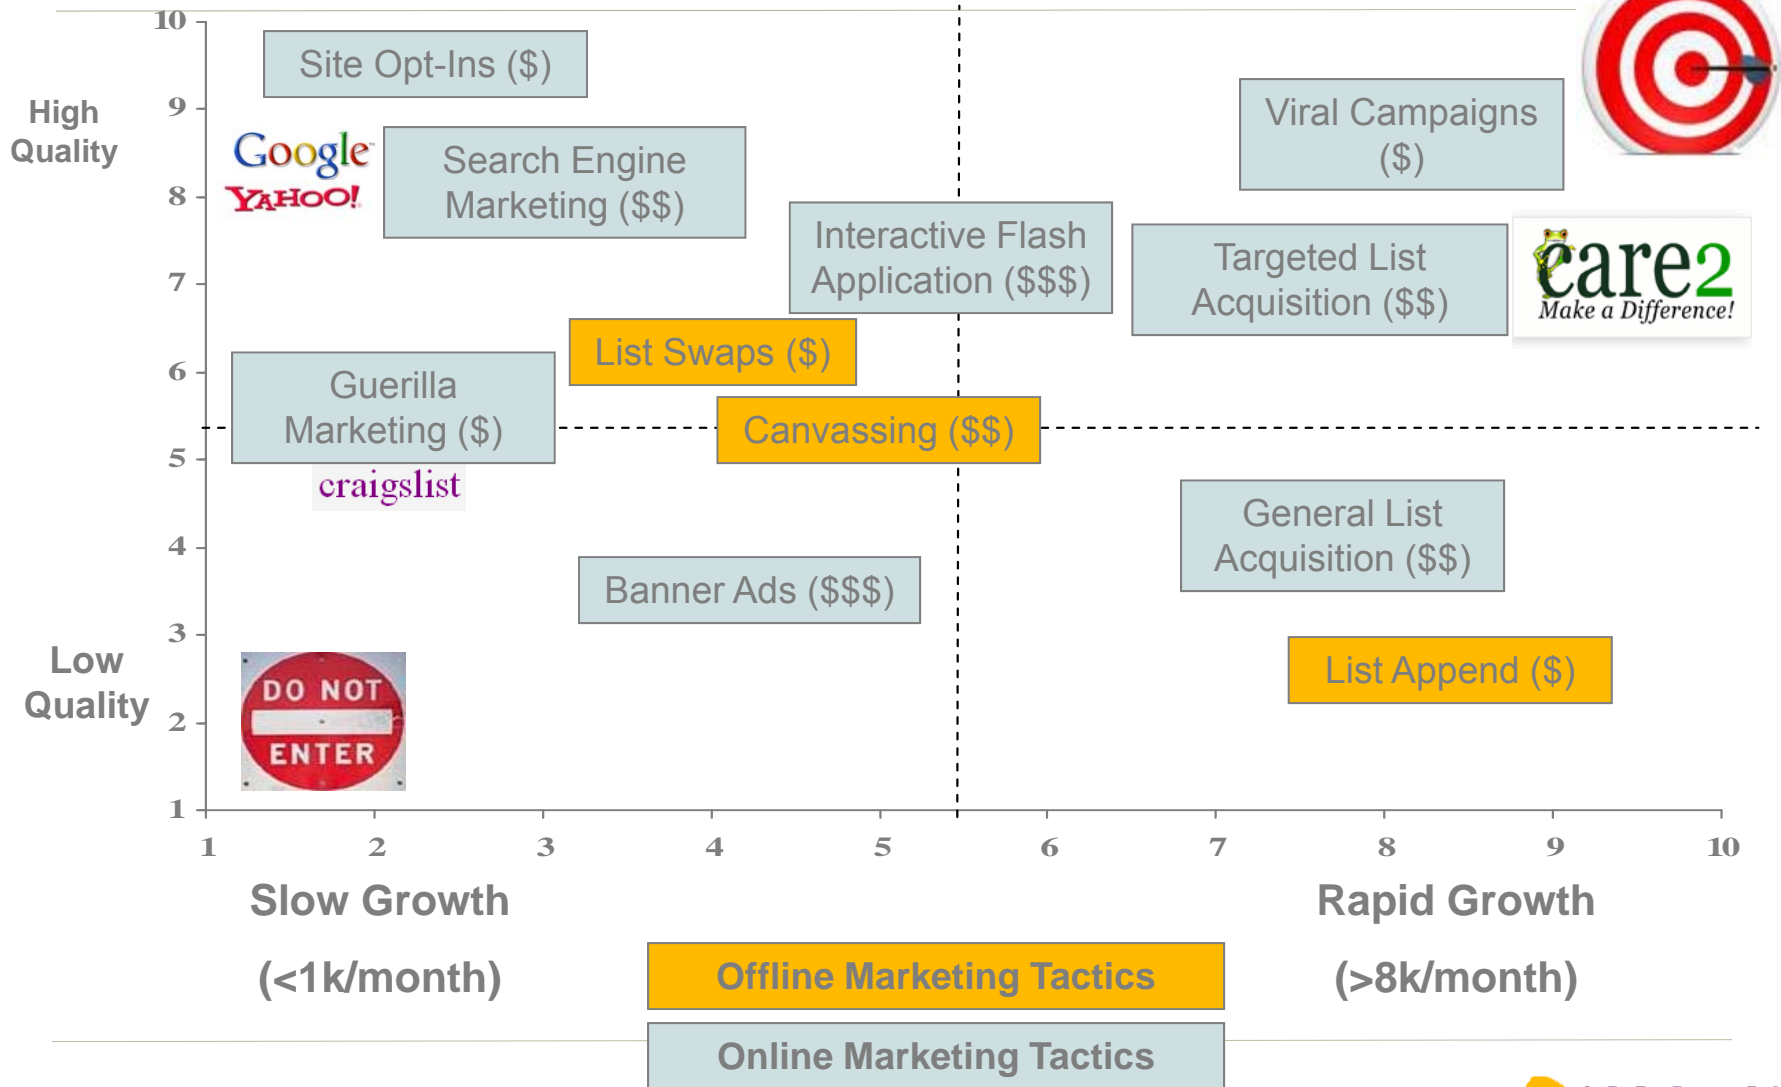 10
Site Opt-Ins ($)
9
High
Quality
Viral Campaigns
($)
Google
YAHOO!
Search Engine
Marketing ($$)
8
Interactive Flash
Application ($$$)
Targeted List
Acquisition ($$)
care2
Make a Difference!
7
List Swaps ($)
6
Guerilla
Marketing ($)
Canvassing ($$)
5
craigslist
General List
Acquisition ($$)
4
Banner Ads ($$$)
3
Low
Quality
List Append ($)
DO NOT
ENTER
2
1
1 2 3 4 5 6 7 8 9 10
Slow Growth
(<1k/month)
Rapid Growth
(>8k/month)
Offline Marketing Tactics
Online Marketing Tactics